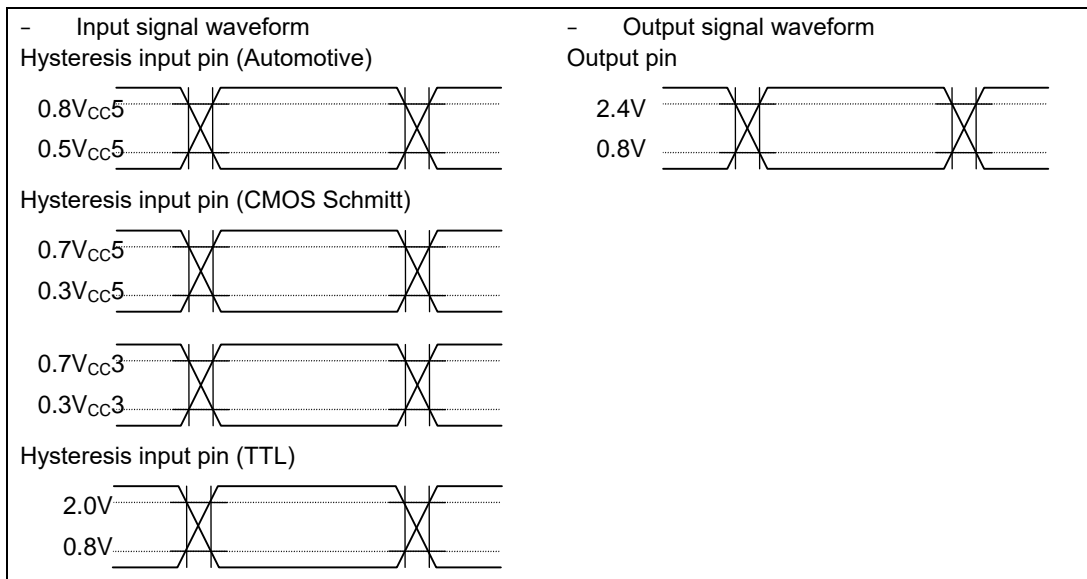 – Input signal waveform
Hysteresis input pin (Automotive)
0.8VCC5
0.5VCC5
Hysteresis input pin (CMOS Schmitt)
0.7VCC5
0.3VCC5
0.7VCC3
0.3VCC3
Hysteresis input pin (TTL)
2.0V
0.8V
– Output signal waveform
Output pin
2.4V
0.8V